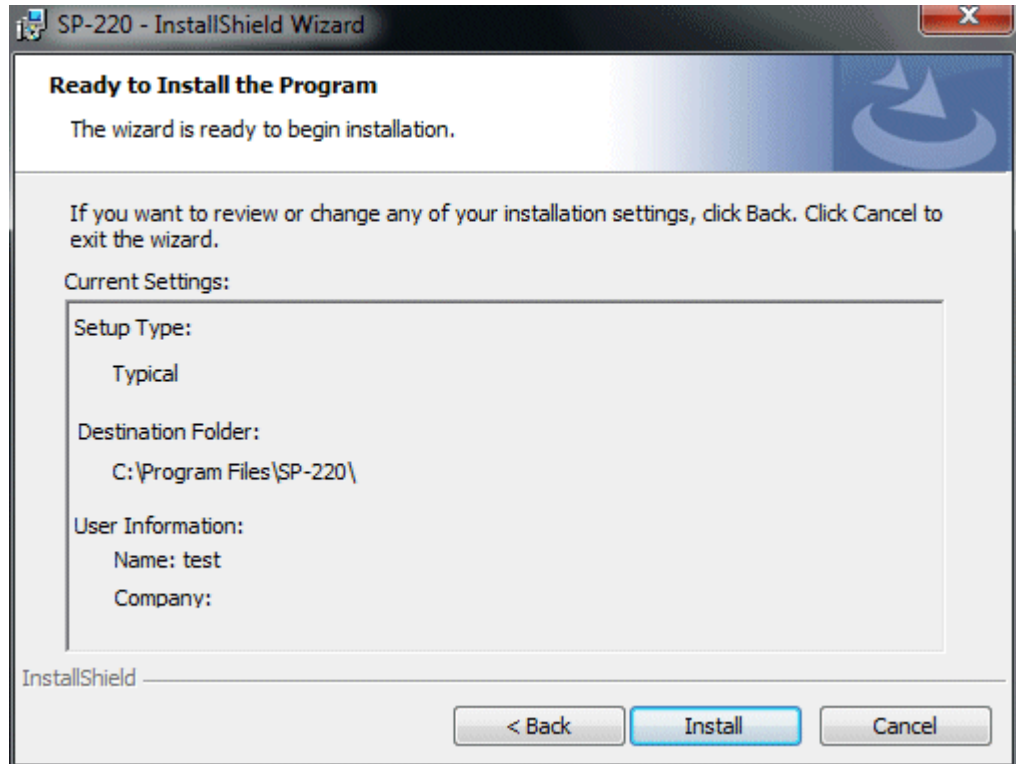 SP-220 - InstallShield Wizard
Ready to Install the Program
The wizard is ready to begin installation.
If you want to review or change any of your installation settings, click Back. Click Cancel to
exit the wizard.
Current Settings:
Setup Type:
Typical
Destination Folder:
C:\Program Files\SP-220\
User Information:
Name: test
Company:
InstallShield
< Back
Install
Cancel